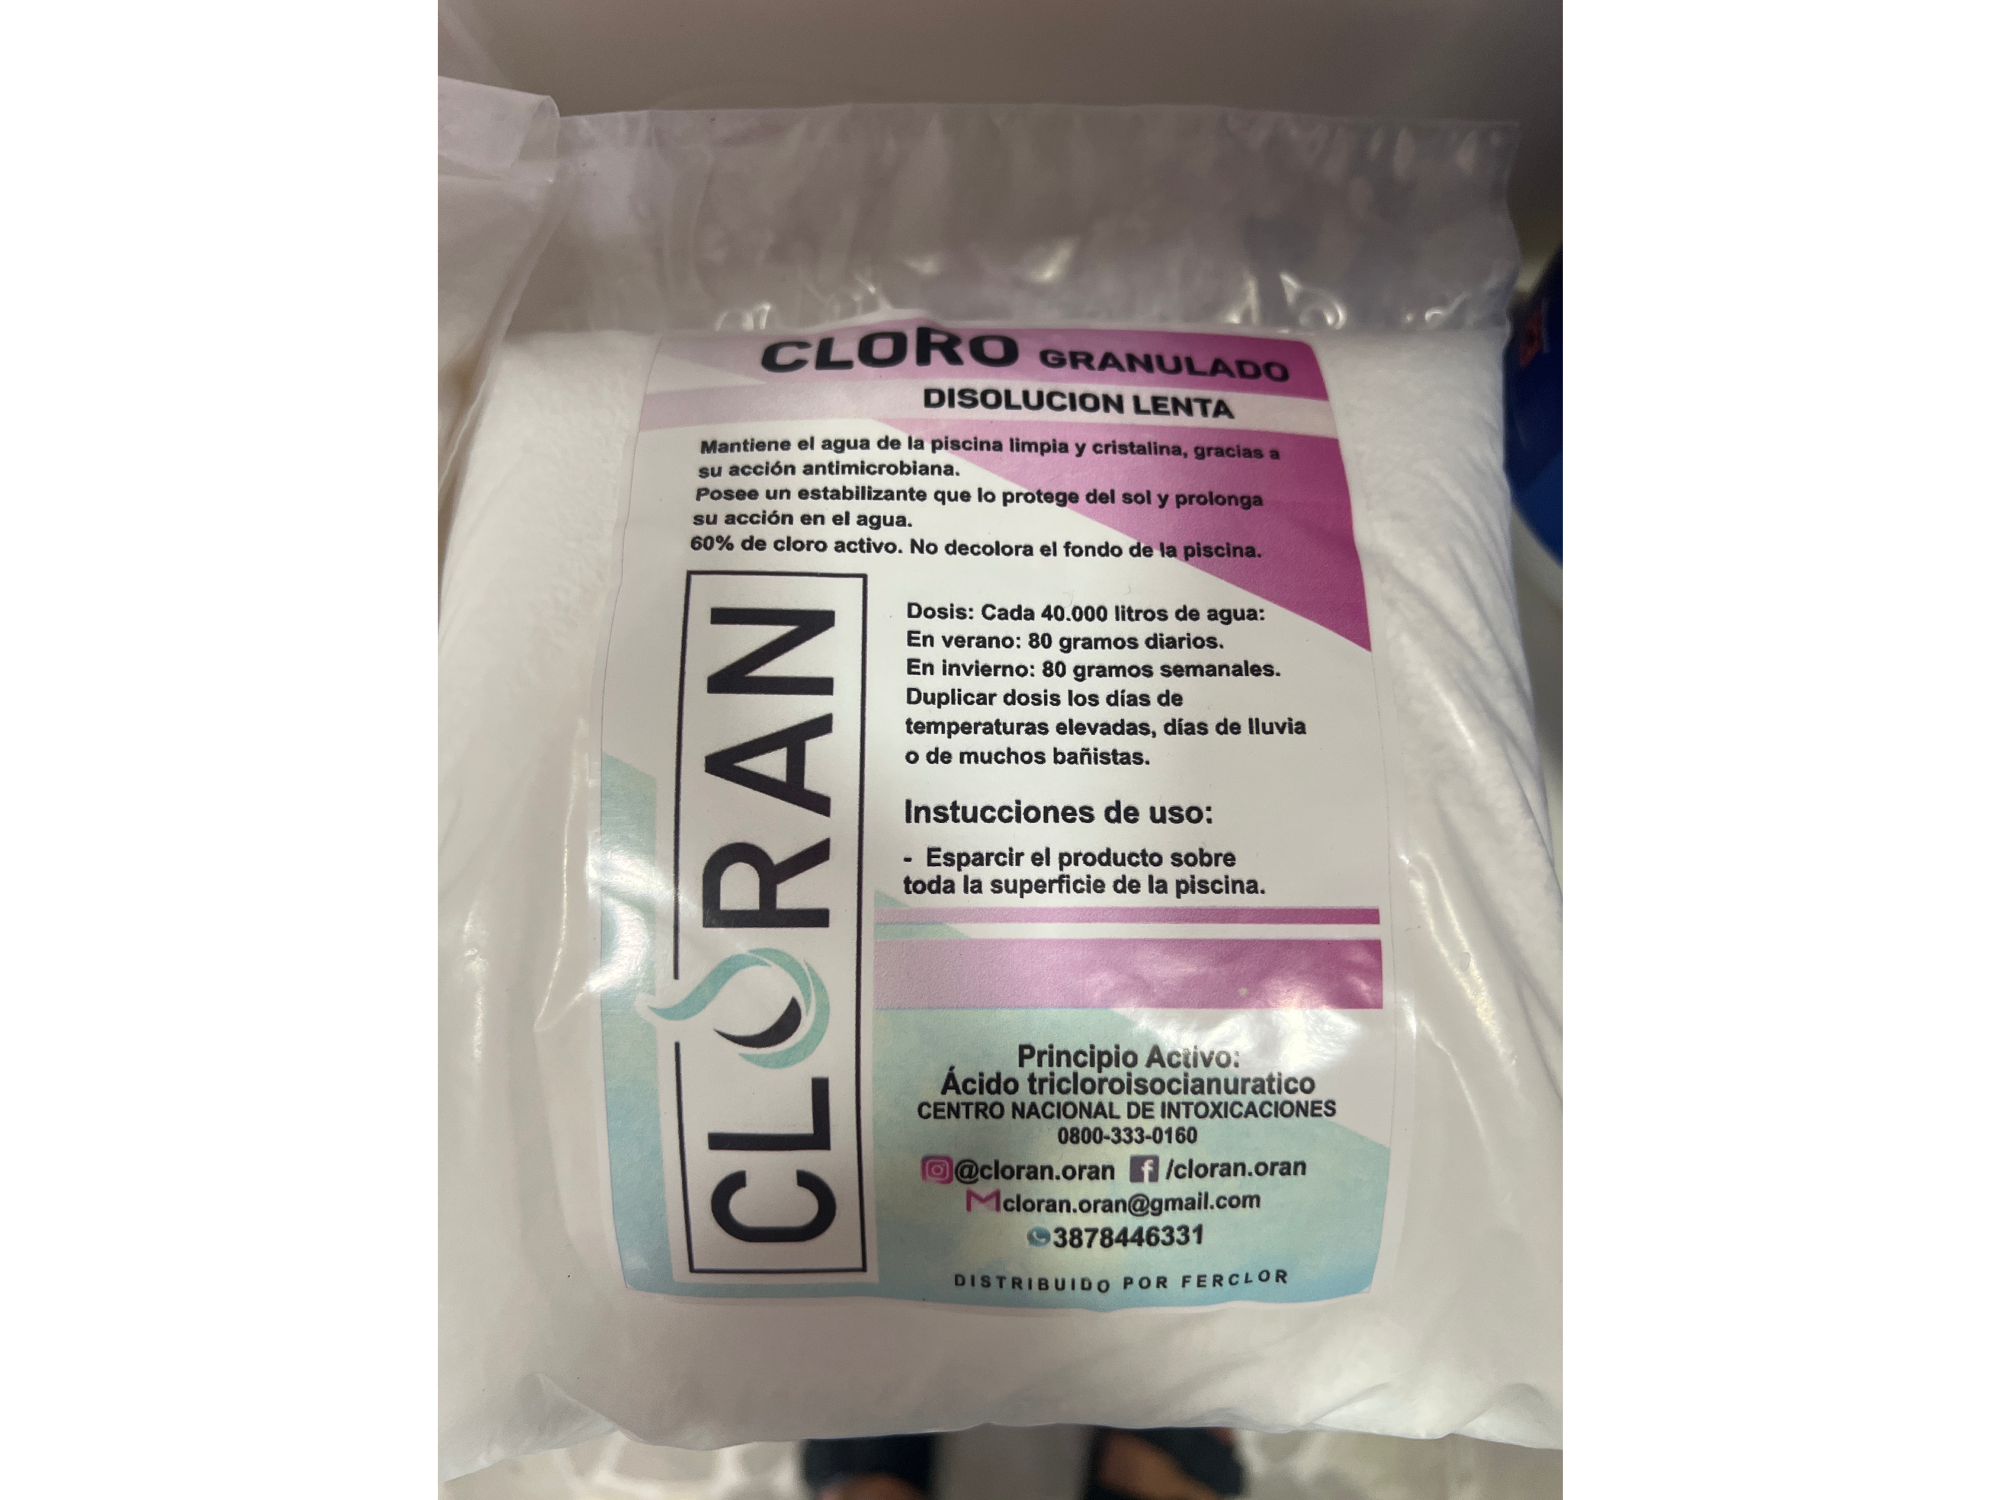 CLORO GRANULADO
DISOLUCION LENTA
Mantiene el agua de la piscina limpia y cristalina, gracias a
su acción antimicrobiana.
Posee un estabilizante que lo protege del sol y prolonga
su acción en el agua.
60% de cloro activo. No decolora el fondo de la piscina.
CLORAN
Dosis: Cada 40.000 litros de agua:
En verano: 80 gramos diarios.
En invierno: 80 gramos semanales.
Duplicar dosis los días de
temperaturas elevadas, días de lluvia
o de muchos bañistas.
Instucciones de uso:
- Esparcir el producto sobre
toda la superficie de la piscina.
Principio Activo:
Ácido tricloroisocianuratico
CENTRO NACIONAL DE INTOXICACIONES
0800-333-0160
@cloran.oran /cloran.oran
cloran.oran@gmail.com
3878446331
DISTRIBUIDO POR FERCLOR